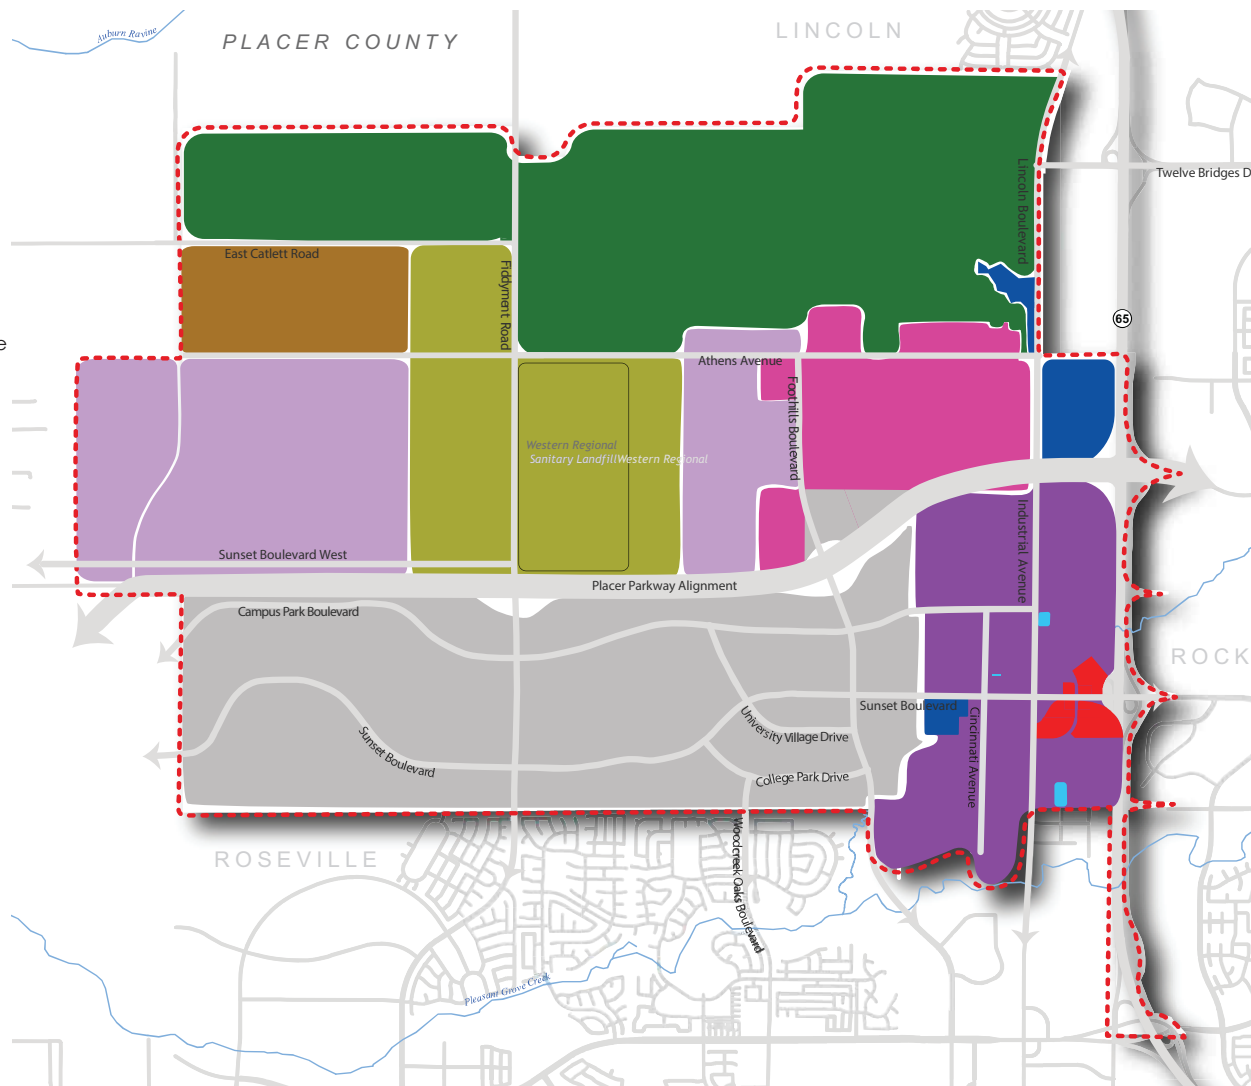 Auburn Ravine
PLACER COUNTY
LINCOLN
Twelve Bridges D
Lincoln Boulevard
East Catlett Road
Fiddyment Road
65
e
Athens Avenue
Foothills Boulevard
Western Regional
Sanitary LandfillWestern Regional
Industrial Avenue
Sunset Boulevard West
Placer Parkway Alignment
Campus Park Boulevard
ROCK
Sunset Boulevard
Cincinnati Avenue
University Village Drive
Sunset Boulevard
College Park Drive
ROSEVILLE
Woodcreek Oaks Boulevard
Pleasant Grove Creek